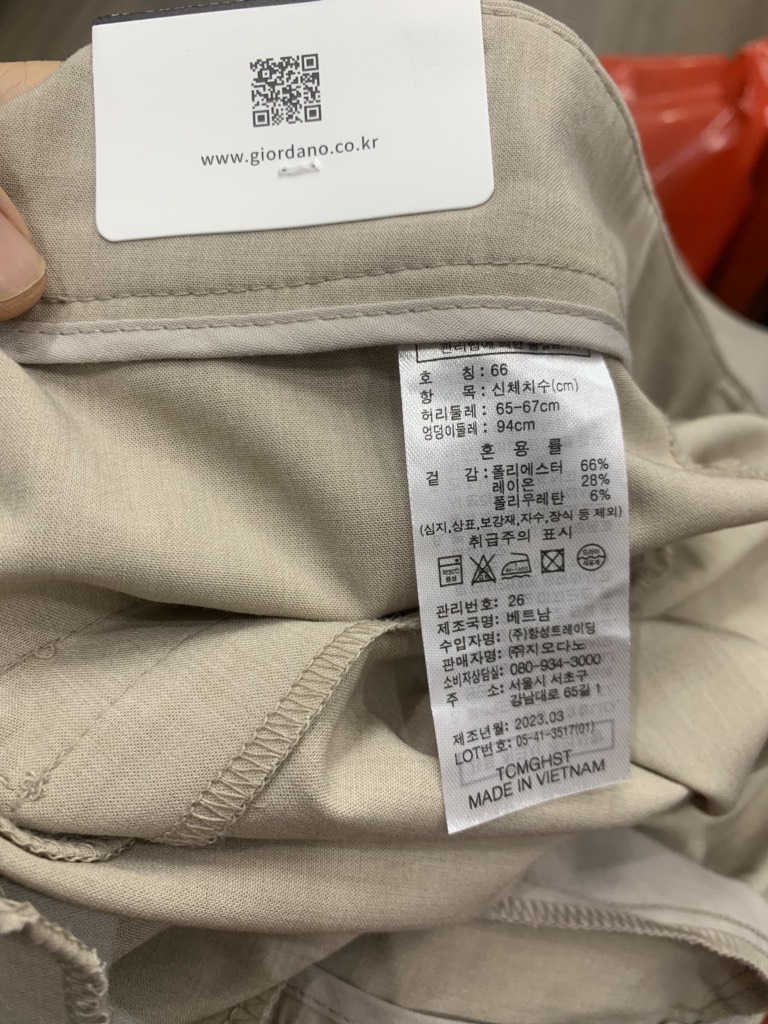 www.giordano.co.kr
호 칭 : 66
항 목 : 신체치수(cm)
허리둘레 : 65-67cm
엉덩이둘레 : 94cm
혼 용 률
겉 감 : 폴리에스터 66%
레이온 28%
폴리우레탄 6%
(심지,상표,보강재,자수,장식 등 제외)
취급주의 표시
드라이
관리번호 : 26
제조국명 : 베트남
수입자명 : (주)항성트레이딩
판매자명 : (주)지오다노
소비자상담실 : 080-934-3000
주 소 : 서울시 서초구
강남대로 65길 1
제조년월 : 2023.03
LOT번호 : 05-41-3517(01)
TCMGHST
MADE IN VIETNAM